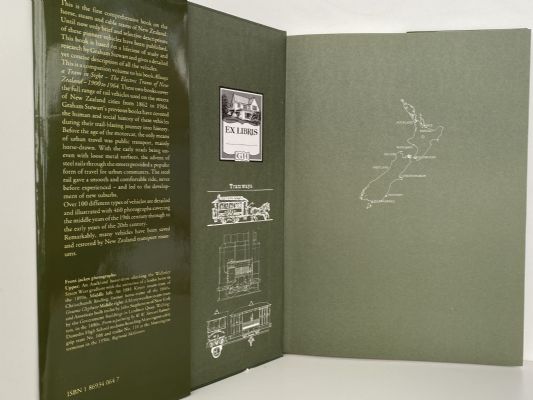 This is the first comprehensive book on the
horse, steam and cable trams of New Zealand.
Until now only brief and selective descriptions
of these pioneer vehicles have been published.
This book is based on a lifetime of study and
research by Graham Stewart and gives a detailed
yet concise description of all the vehicles.
This is a companion volume to his book Always
a Tram in Sight – The Electric Trams of New
Zealand – 1900 to 1964. These two books cover
the full range of rail vehicles used on the streets
of New Zealand cities from 1862 to 1964.
Graham Stewart's previous books have covered
the human and social history of these vehicles
during their trail-blazing journey into history.
Before the age of the motorcar, the only means
of urban travel was public transport, mainly
horse-drawn. With the early roads being un-
even with loose metal surfaces, the advent of
steel rails through the streets provided a popular
form of travel for urban commuters. The steel
rail gave a smooth and comfortable ride, never
before experienced – and led to the develop-
ment of new suburbs.
Over 100 different types of vehicles are detailed
and illustrated with 460 photographs covering
the middle years of the 19th century through to
the early years of the 20th century.
Remarkably, many vehicles have been saved
and restored by New Zealand transport muse-
ums.
Front jacket photographs:
Upper: An Auckland horse-tram
the 1890s.
in the 1880s.
ISBN 1 86934 064 7
EX LIBRIS
GH
Tramways